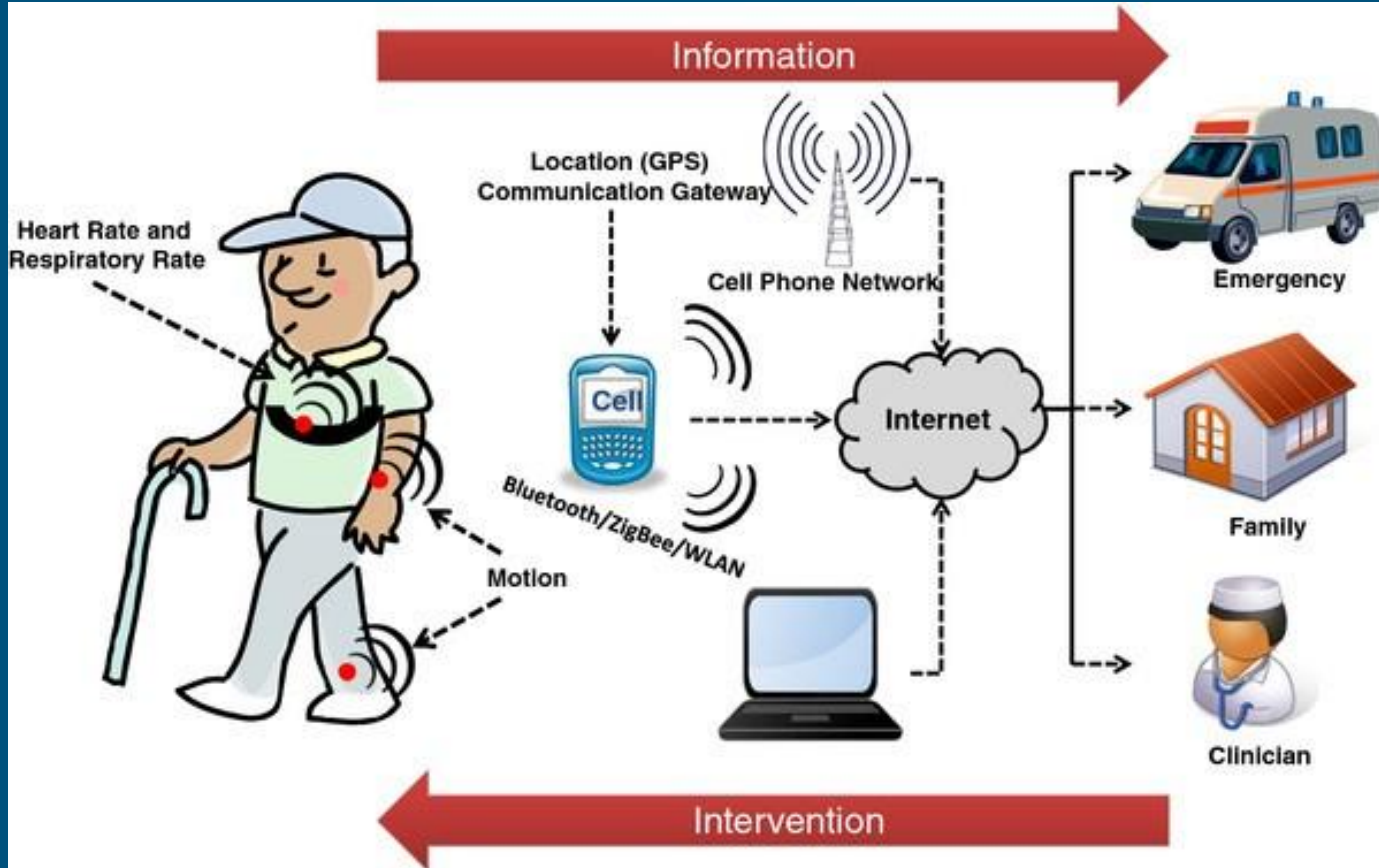 Information
Location (GPS)
Communication Gateway
Heart Rate and
Respiratory Rate
Cell Phone Network
Emergency
Cell
Internet
Bluetooth/ZigBee/WLAN
Motion
Family
Clinician
Intervention